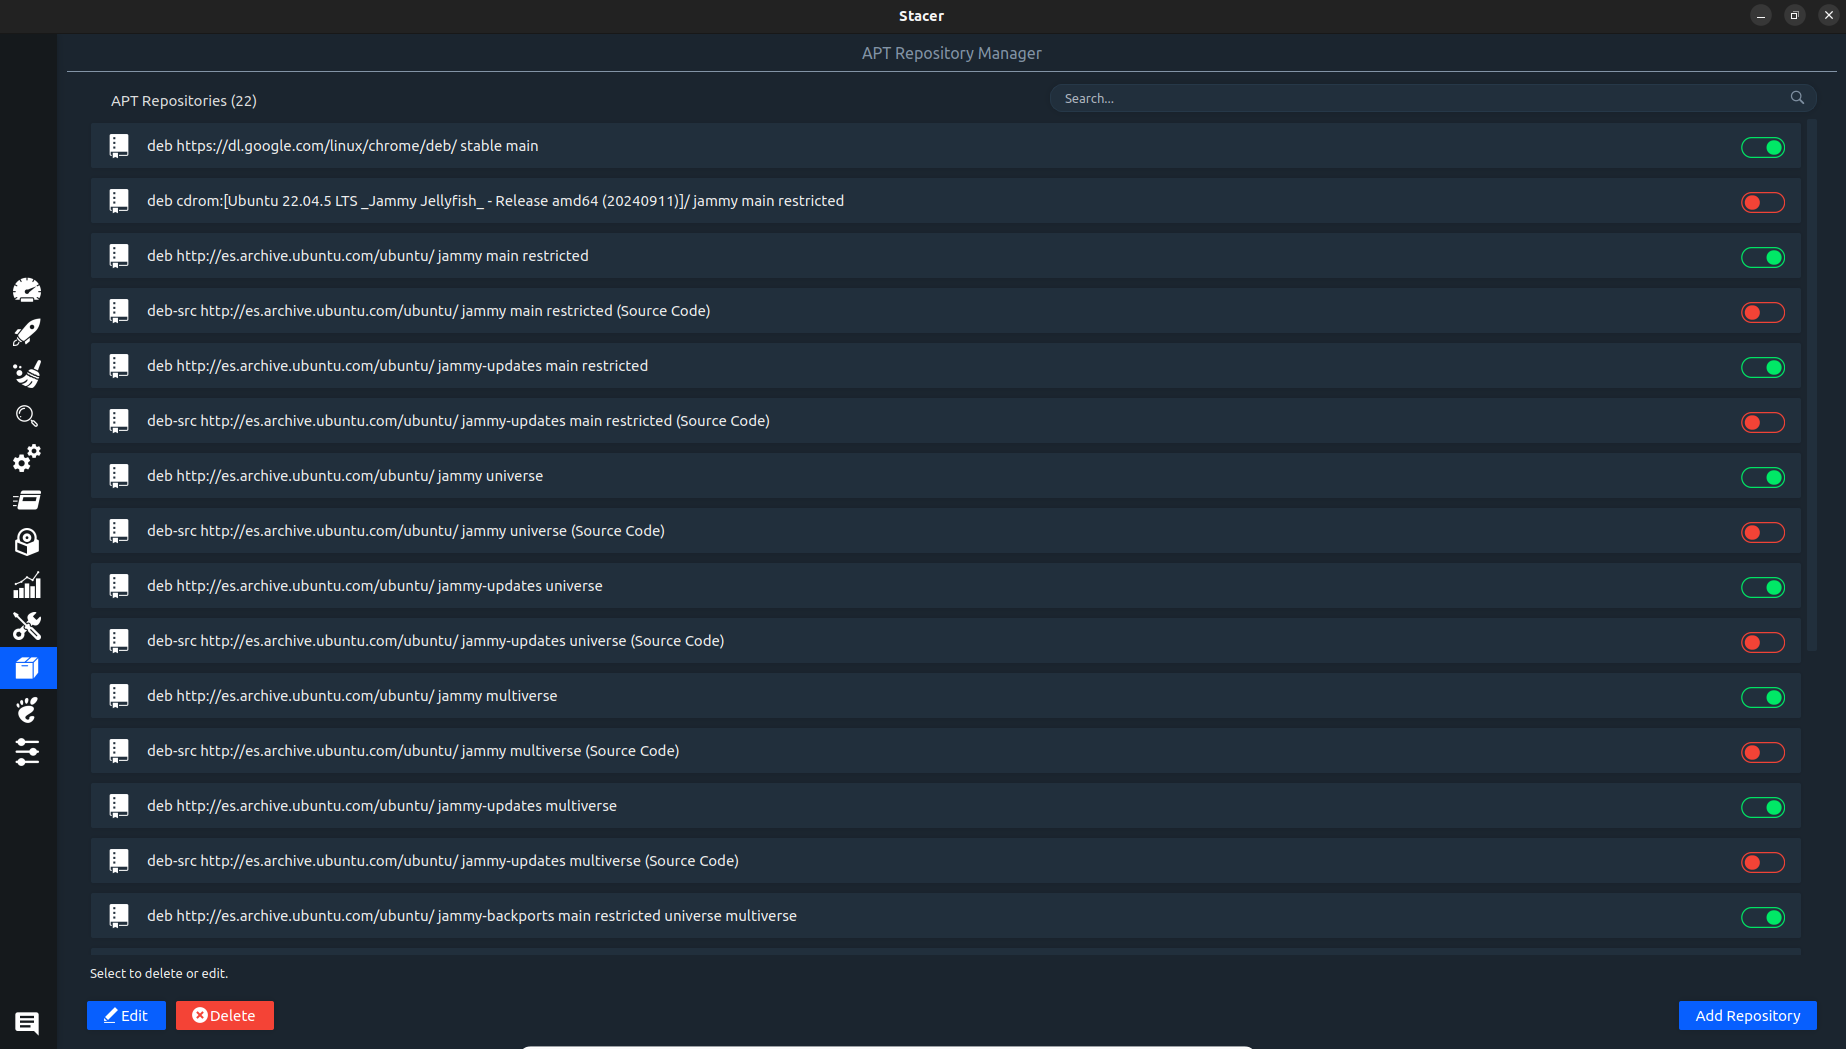 Stacer
APT Repository Manager
APT Repositories (22)
Search...
deb https://dl.google.com/linux/chrome/deb/ stable main
deb cdrom:[Ubuntu 22.04.5 LTS _Jammy Jellyfish_ - Release amd64 (20240911)]/ jammy main restricted
deb http://es.archive.ubuntu.com/ubuntu/ jammy main restricted
deb-src http://es.archive.ubuntu.com/ubuntu/ jammy main restricted (Source Code)
deb http://es.archive.ubuntu.com/ubuntu/ jammy-updates main restricted
deb-src http://es.archive.ubuntu.com/ubuntu/ jammy-updates main restricted (Source Code)
deb http://es.archive.ubuntu.com/ubuntu/ jammy universe
deb-src http://es.archive.ubuntu.com/ubuntu/ jammy universe (Source Code)
deb http://es.archive.ubuntu.com/ubuntu/ jammy-updates universe
deb-src http://es.archive.ubuntu.com/ubuntu/ jammy-updates universe (Source Code)
deb http://es.archive.ubuntu.com/ubuntu/ jammy multiverse
deb-src http://es.archive.ubuntu.com/ubuntu/ jammy multiverse (Source Code)
deb http://es.archive.ubuntu.com/ubuntu/ jammy-updates multiverse
deb-src http://es.archive.ubuntu.com/ubuntu/ jammy-updates multiverse (Source Code)
deb http://es.archive.ubuntu.com/ubuntu/ jammy-backports main restricted universe multiverse
Select to delete or edit.
Edit
Delete
Add Repository